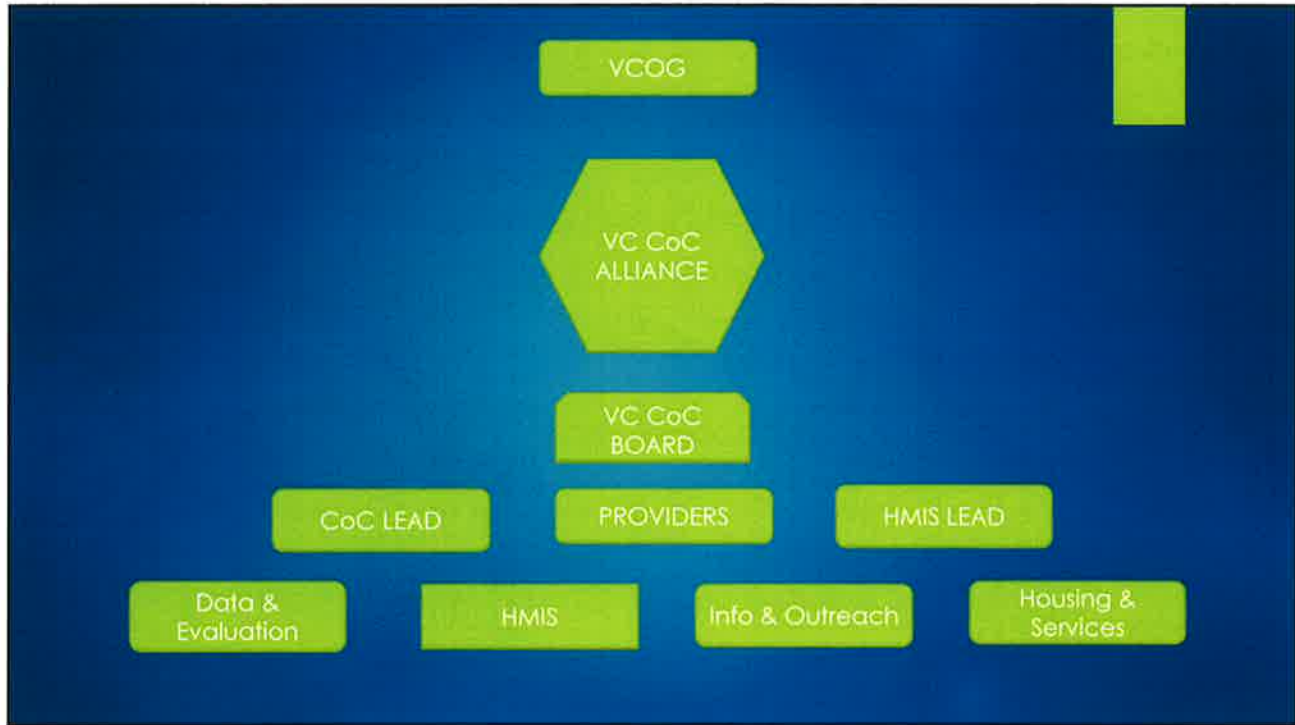 VCOG
VC CoC
ALLIANCE
VC CoC
BOARD
CoC LEAD
PROVIDERS
HMIS LEAD
Data &
Evaluation
HMIS
Info & Outreach
Housing &
Services